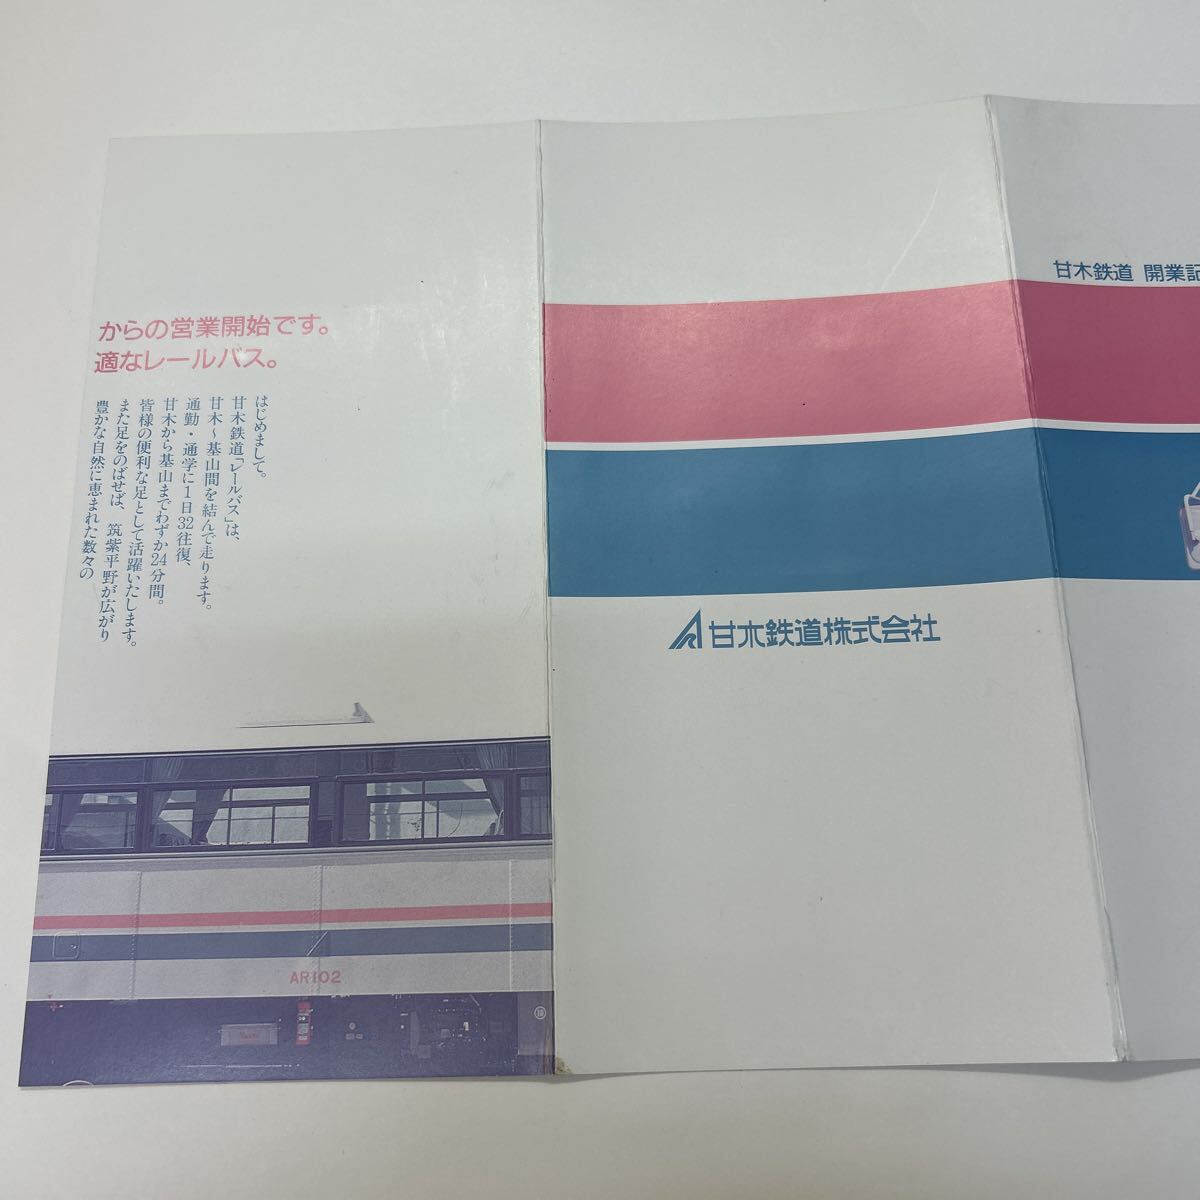 からの営業開始です。
適なレールバス。
はじめまして。
甘木鉄道「レールバス」は、
甘木〜基山間を結んで走ります。
通勤・通学に1日32往復、
甘木から基山までわずか24分間。
皆様の便利な足として活躍いたします。
また足をのばせば、筑紫平野が広がり
豊かな自然に恵まれた数々の
AR102
甘木鉄道株式会社
甘木鉄道 開業記